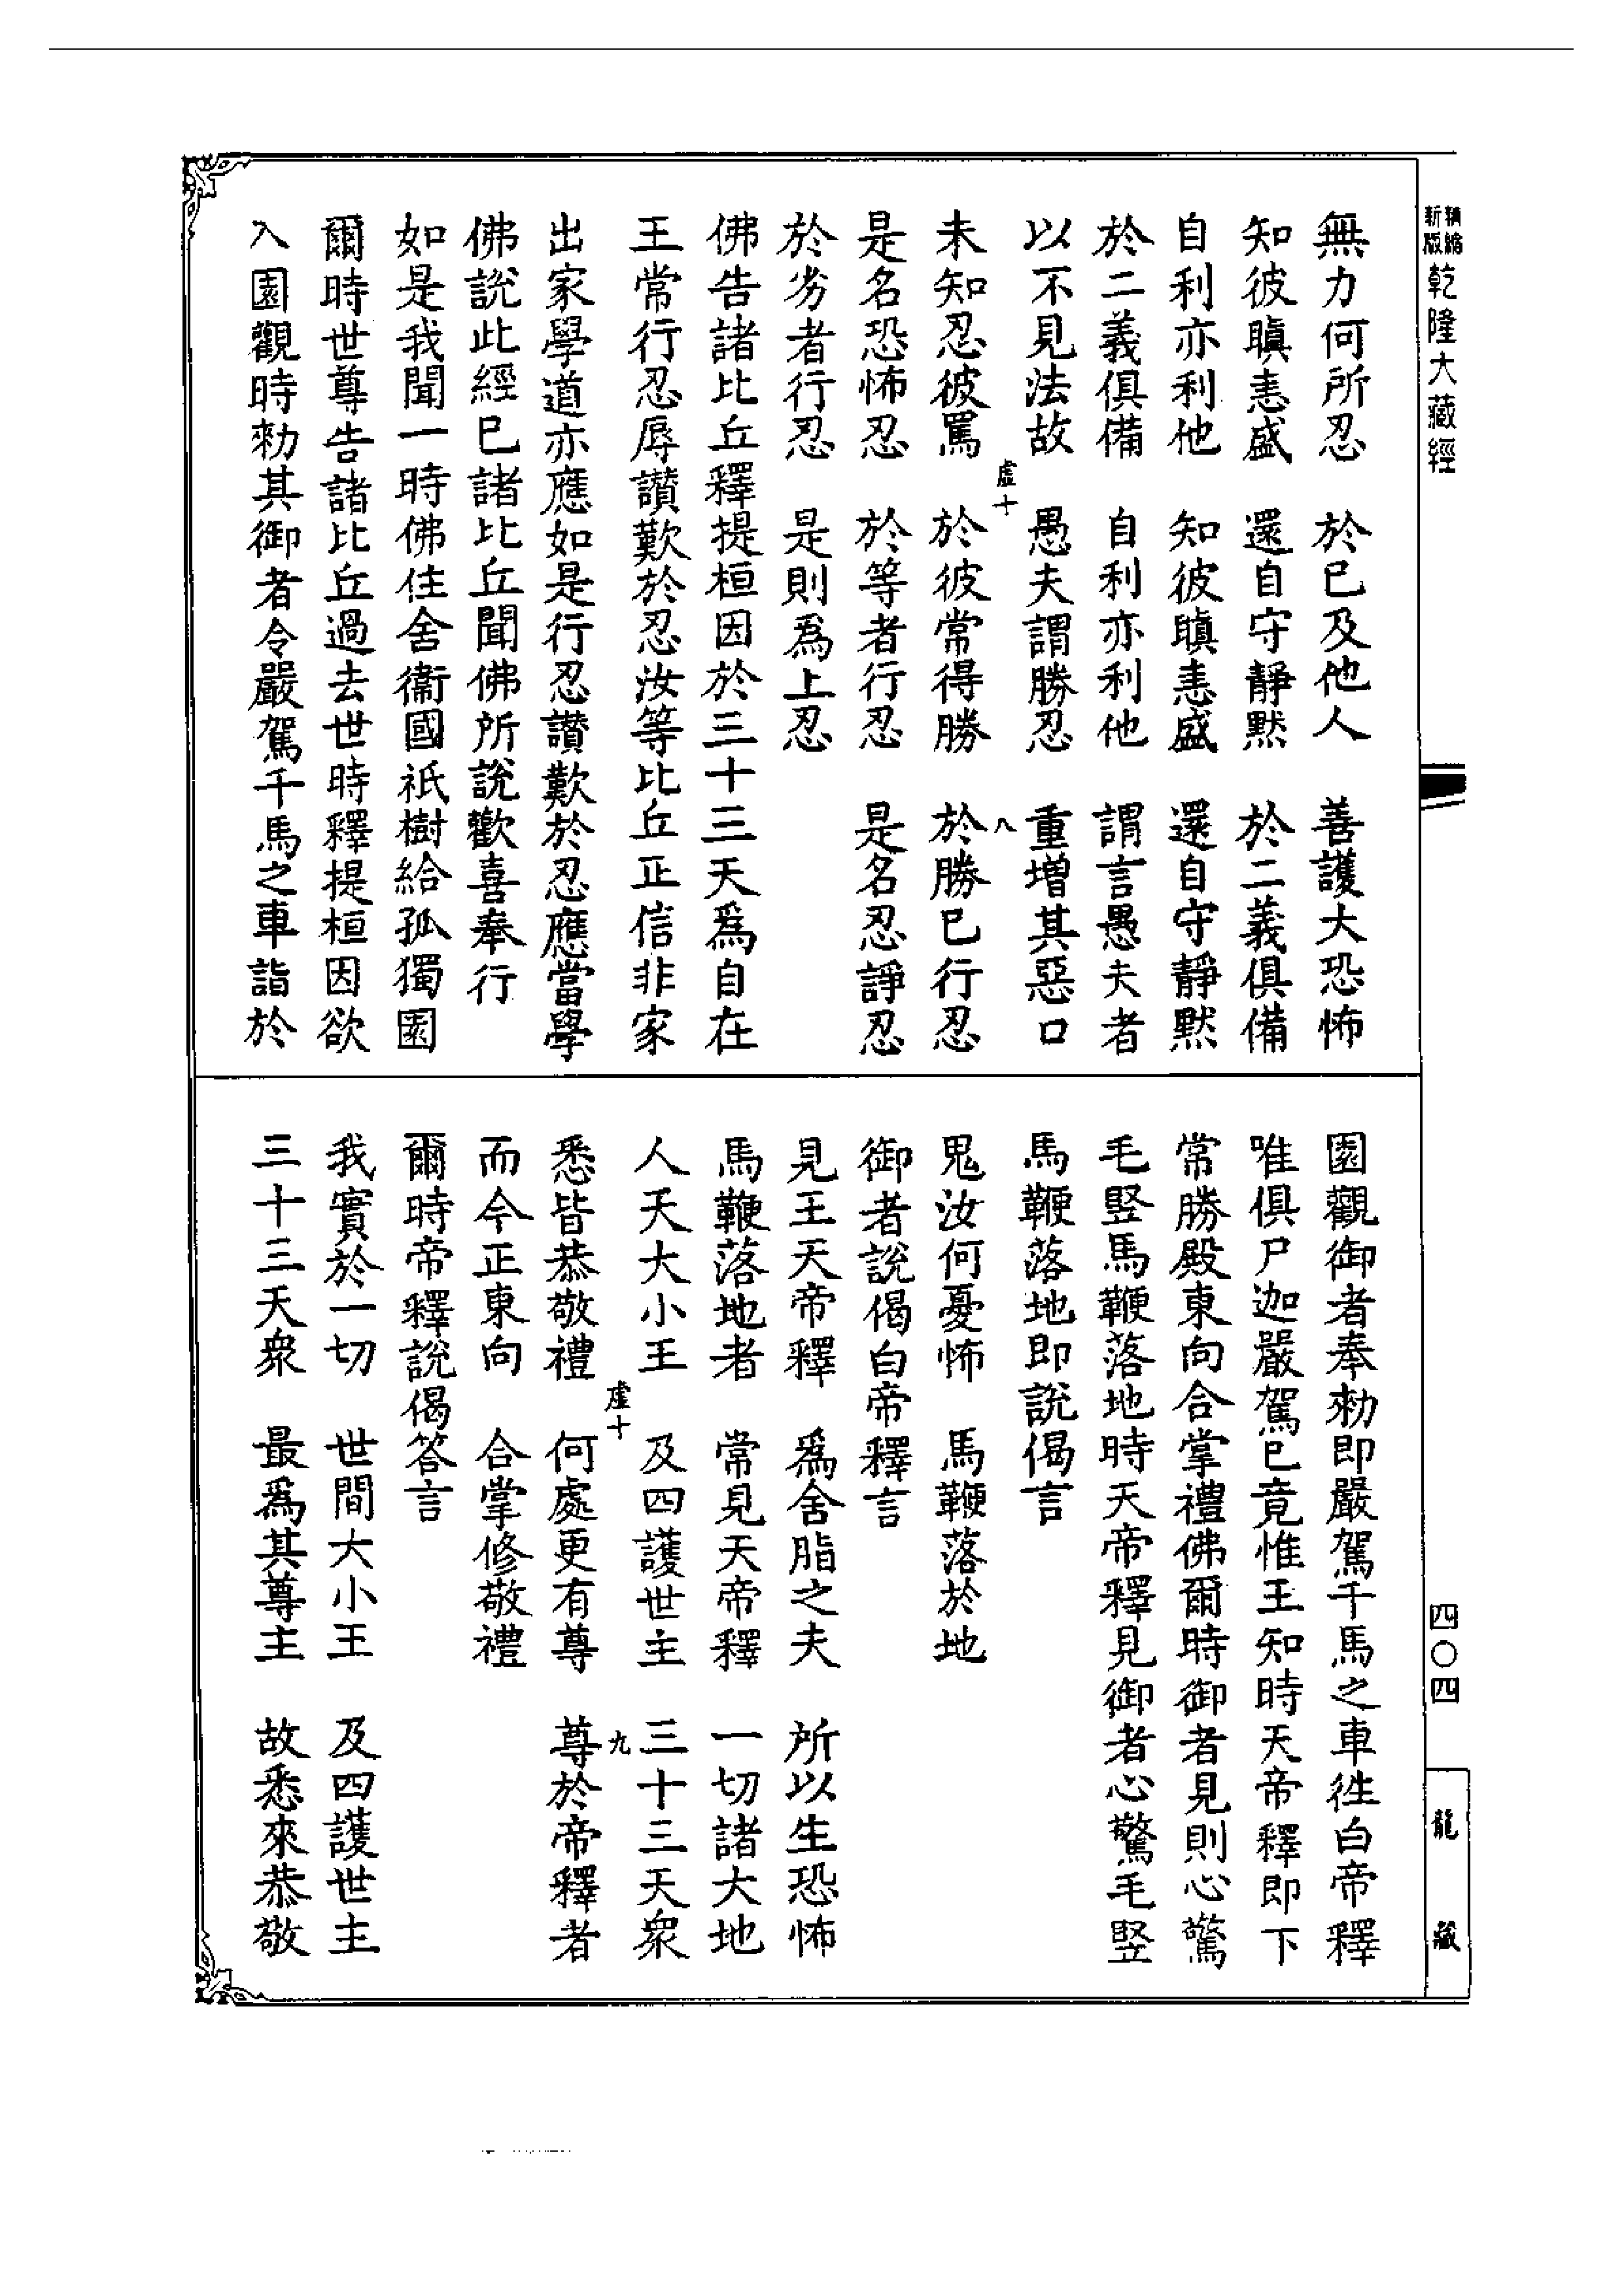 精縮新版乾隆大藏經
無力何所忍　於已及他人　善護大恐怖
知彼瞋恚盛　還自守靜默　於二義俱備
自利亦利他　知彼瞋恚盛　還自守靜默
於二義俱備　自利亦利他　謂言愚夫者
以不見法故　愚夫謂勝忍　重增其惡口
虛十　八
未知忍彼罵　於彼常得勝　於勝已行忍
是名恐怖忍　於等者行忍　是名忍諍忍
於劣者行忍　是則爲上忍
佛告諸比丘釋提桓因於三十三天爲自在
王常行忍辱讚歎於忍汝等比丘正信非家
出家學道亦應如是行忍讚歎於忍應當學
佛說此經已諸比丘聞佛所說歡喜奉行
如是我聞一時佛住舍衞國祇樹給孤獨園
爾時世尊告諸比丘過去世時釋提桓因欲
入園觀時勑其御者令嚴駕千馬之車詣於
園觀御者奉勑即嚴駕千馬之車徃白帝釋
唯俱尸迦嚴駕已竟惟王知時天帝釋即下
常勝殿東向合掌禮佛爾時御者見則心驚
毛竪馬鞭落地時天帝釋見御者心驚毛竪
馬鞭落地即說偈言
鬼汝何憂怖　馬鞭落於地
御者說偈白帝釋言
見王天帝釋　爲舍脂之夫　所以生恐怖
馬鞭落地者　常見天帝釋　一切諸大地
人天大小王　及四護世主　三十三天衆
虛十　九
悉皆恭敬禮　何處更有尊　尊於帝釋者
而今正東向　合掌修敬禮
爾時帝釋說偈答言
我實於一切　世間大小王　及四護世主
三十三天衆　最爲其尊主　故悉來恭敬
四〇四
龍藏